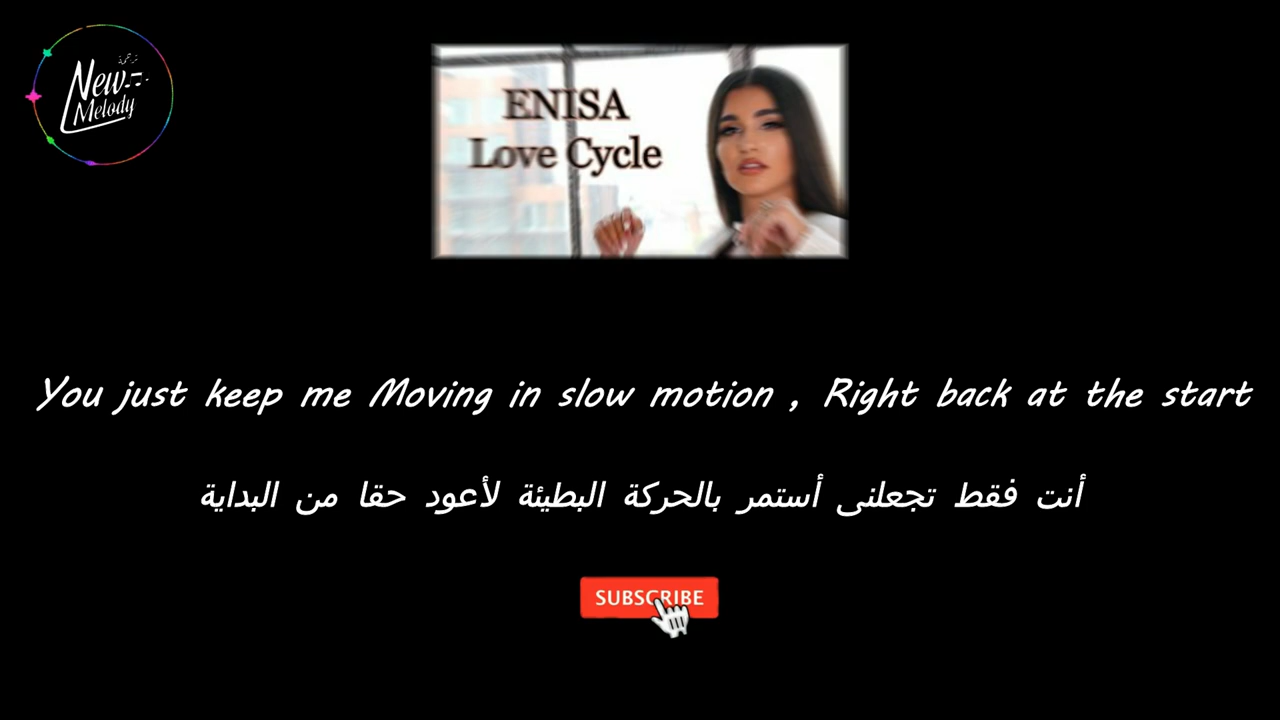 ترجمة
New
Melody
ENISA
Love Cycle
You just keep me Moving in slow motion , Right back at the start
أنت فقط تجعلنى أستمر بالحركة البطيئة لأعود حقا من البداية
SUBSCRIBE